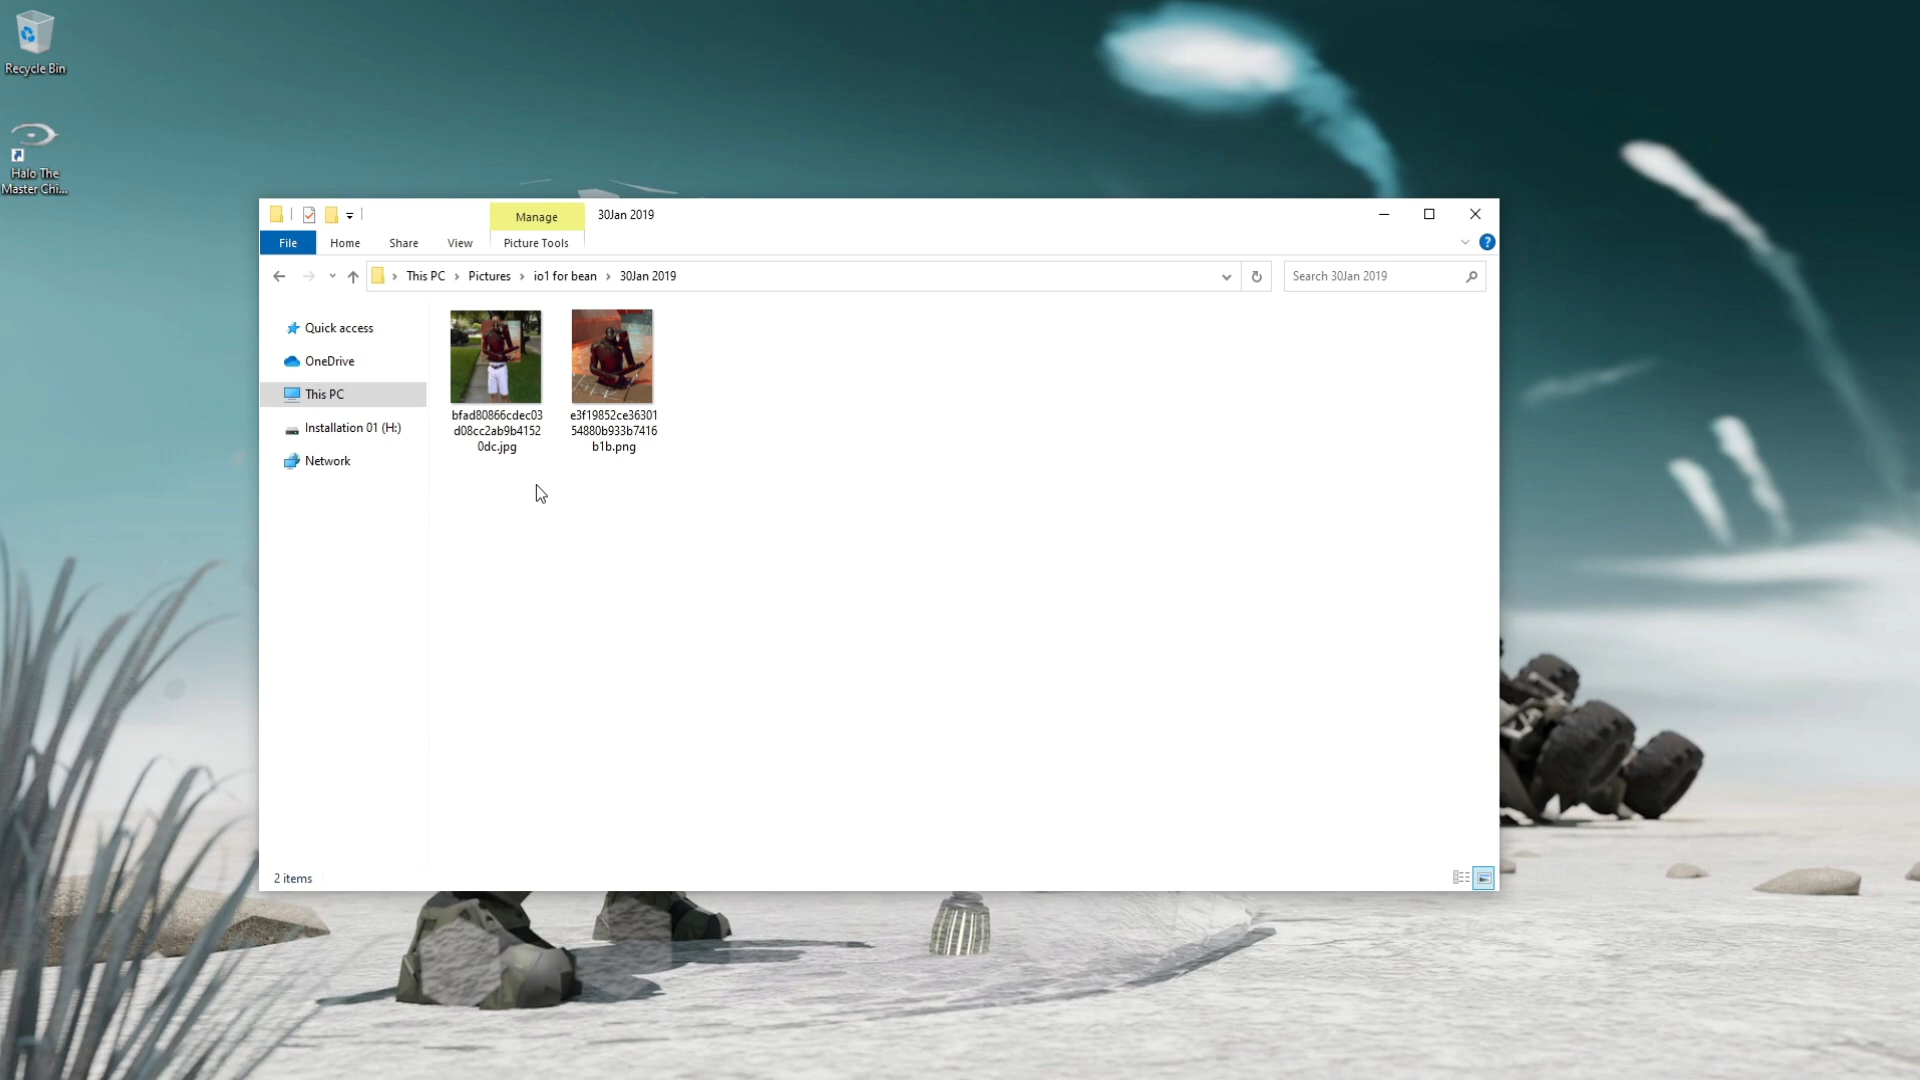 Recycle Bin
Halo The
Master Chi...
Manage
30Jan 2019
File
Home
Share
View
Picture Tools
This PC
Pictures
io1 for bean
30Jan 2019
Search 30Jan 2019
Quick access
OneDrive
This PC
Installation 01 (H:)
Network
bfad80866cdec03
d08cc2ab9b4152
0dc.jpg
e3f19852ce36301
54880b933b7416
b1b.png
2 items